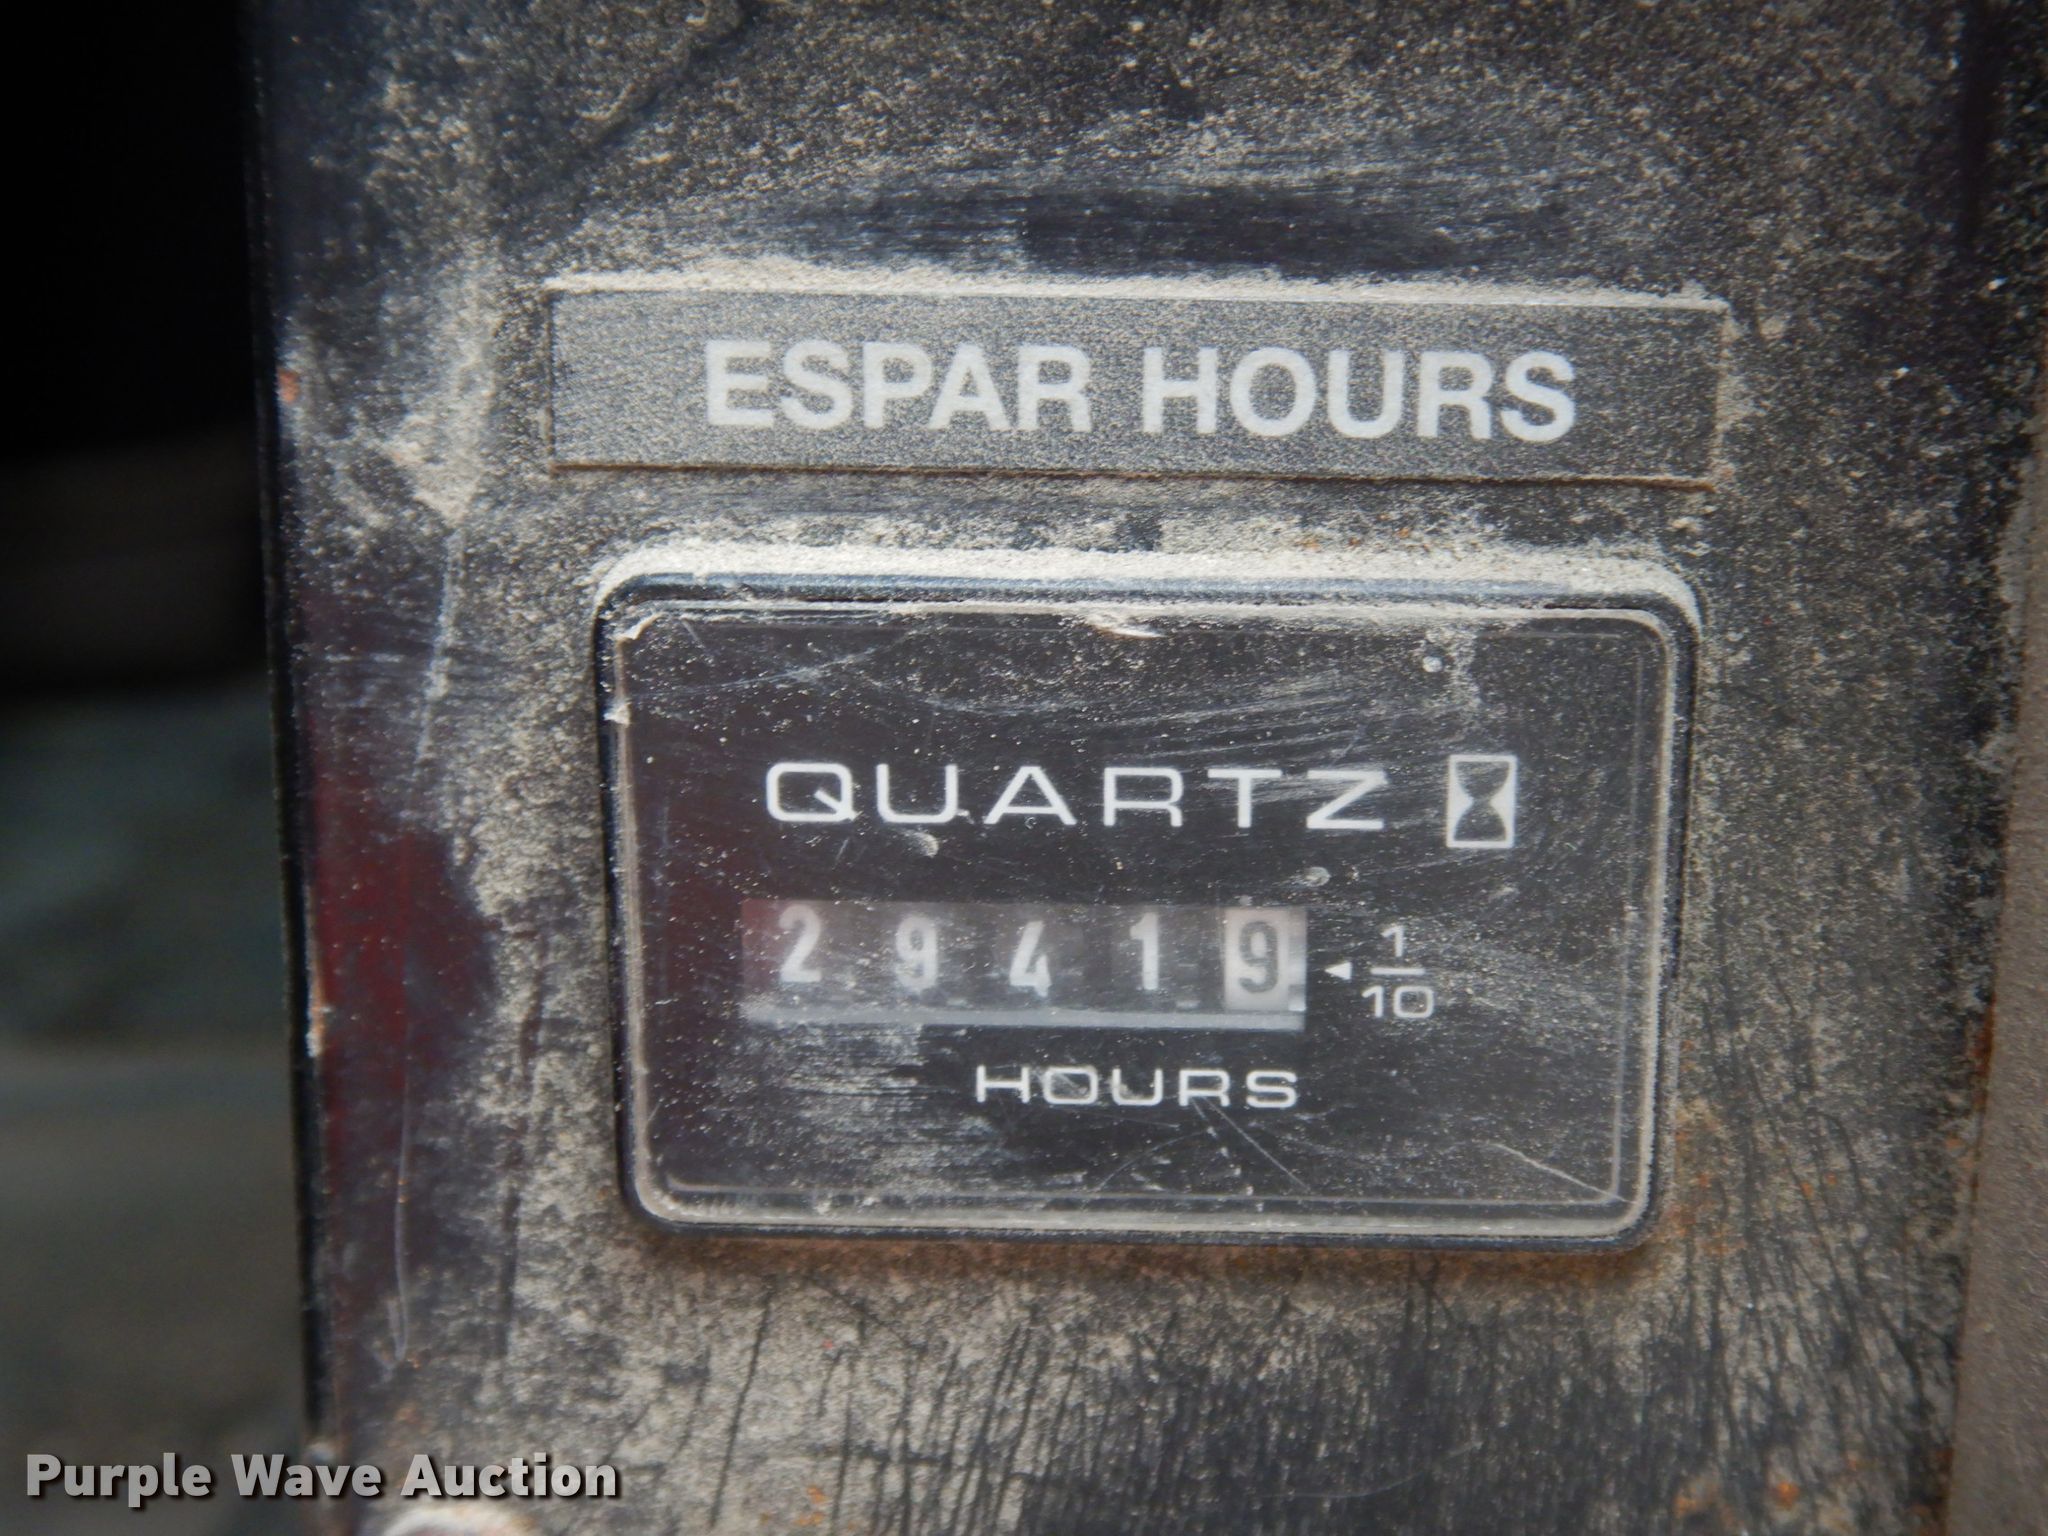 ESPAR HOURS
QUARTZ
29419 1/10
HOURS
Purple Wave Auction